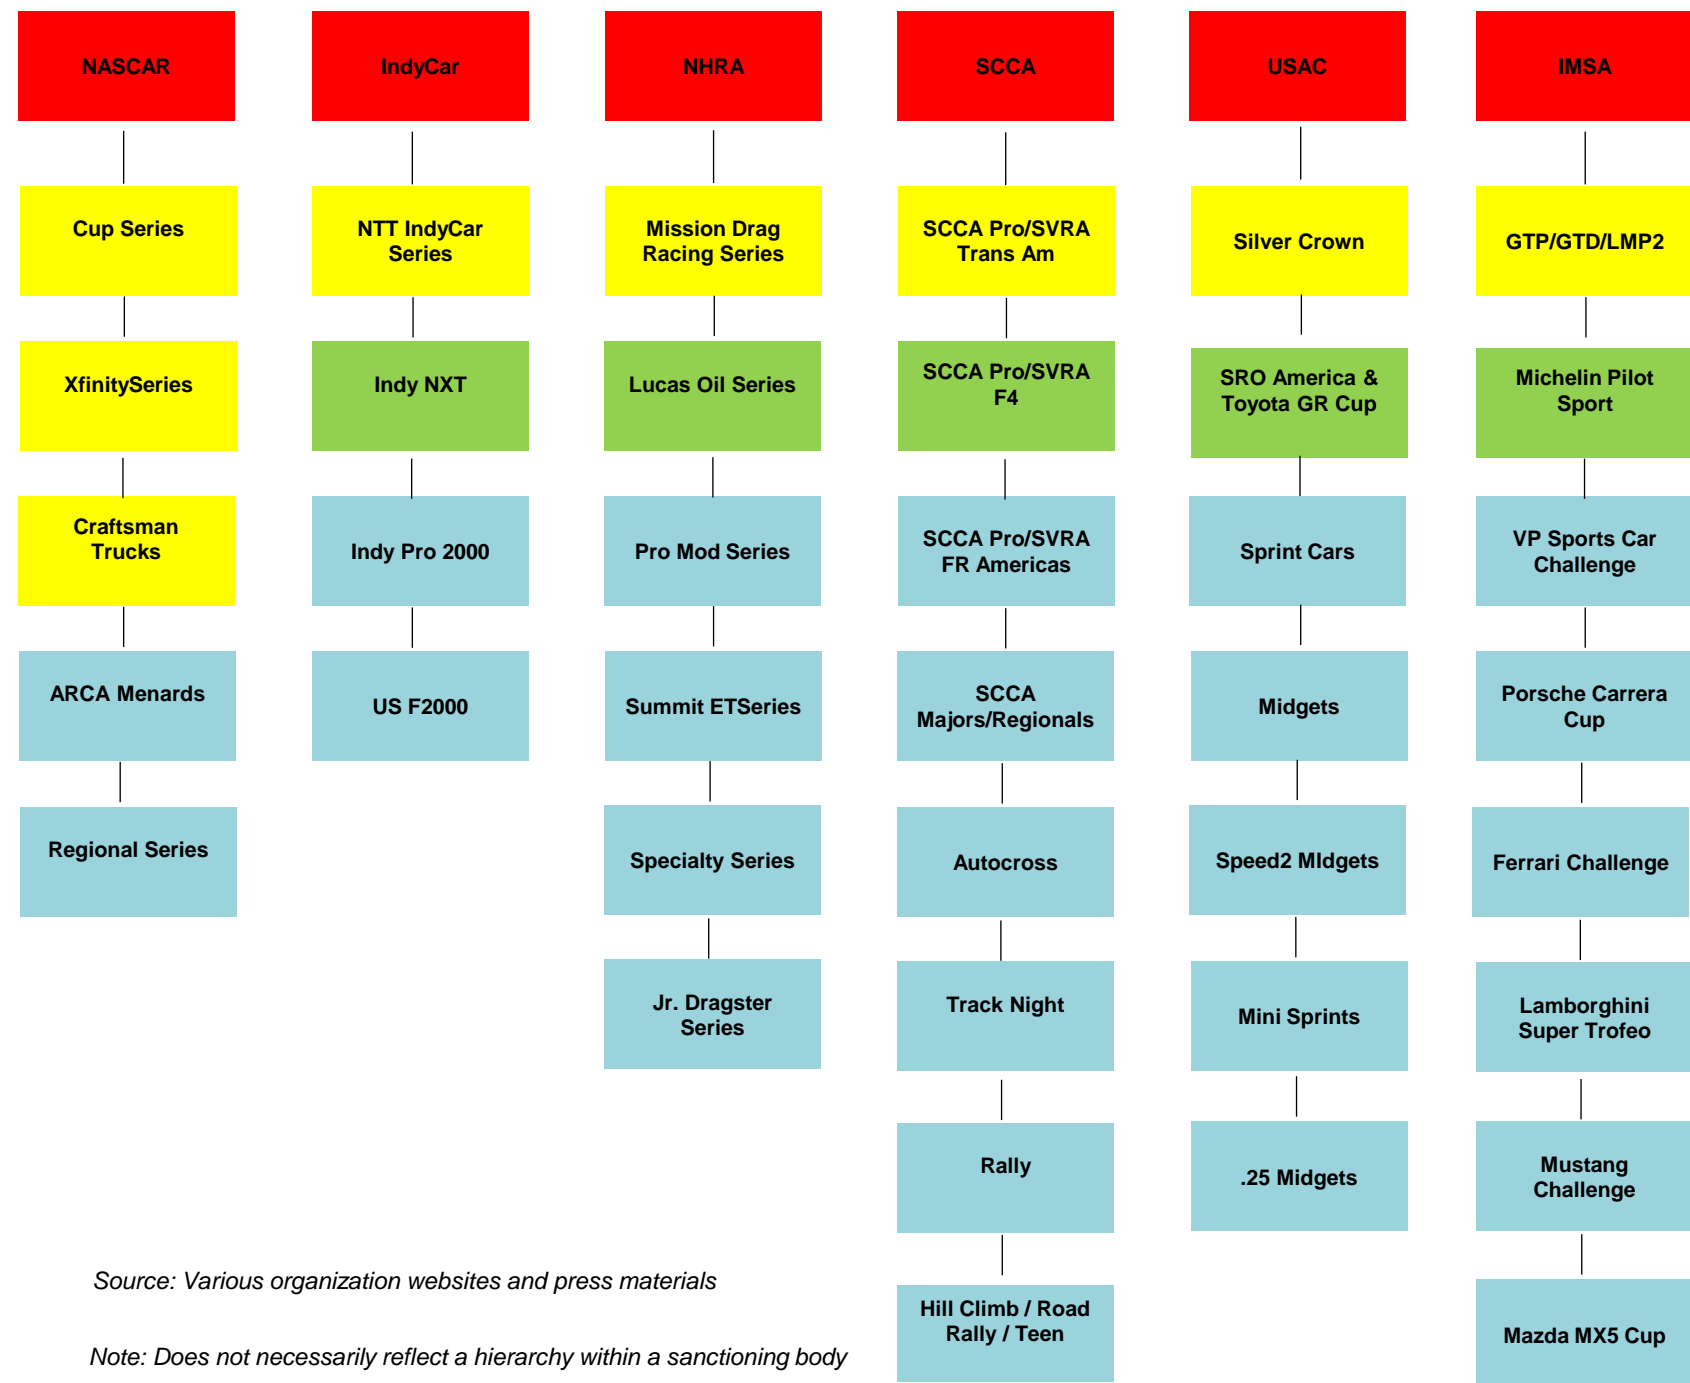 NASCAR
IndyCar
NHRA
SCCA
USAC
IMSA
Cup Series
NTT IndyCar
Series
Mission Drag
Racing Series
SCCA Pro/SVRA
Trans Am
Silver Crown
GTP/GTD/LMP2
XfinitySeries
Indy NXT
Lucas Oil Series
SCCA Pro/SVRA
F4
SRO America &
Toyota GR Cup
Michelin Pilot
Sport
Craftsman
Trucks
Indy Pro 2000
Pro Mod Series
SCCA Pro/SVRA
FR Americas
Sprint Cars
VP Sports Car
Challenge
ARCA Menards
US F2000
Summit ETSeries
SCCA
Majors/Regionals
Midgets
Porsche Carrera
Cup
Regional Series
Specialty Series
Autocross
Speed2 MIdgets
Ferrari Challenge
Jr. Dragster
Series
Track Night
Mini Sprints
Lamborghini
Super Trofeo
Rally
.25 Midgets
Mustang
Challenge
Hill Climb / Road
Rally / Teen
Mazda MX5 Cup
Source: Various organization websites and press materials
Note: Does not necessarily reflect a hierarchy within a sanctioning body